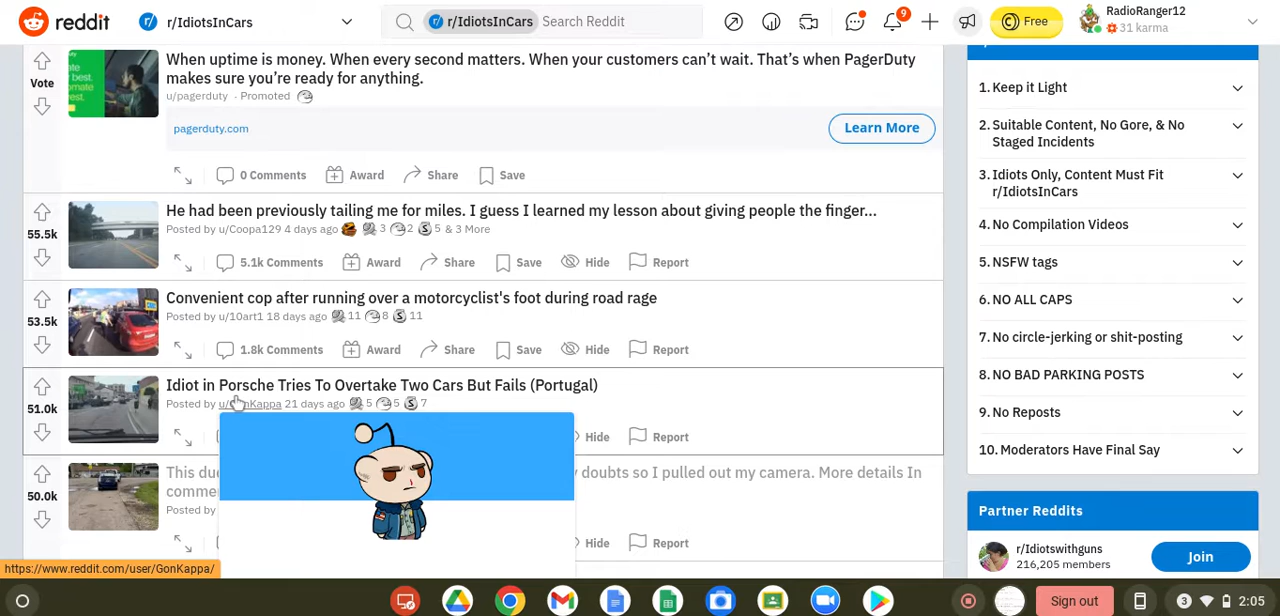 reddit r/IdiotsInCars r/IdiotsInCars Search Reddit 9 Free RadioRanger12
31 karma
Vote
When uptime is money. When every second matters. When your customers can't wait. That's when PagerDuty
makes sure you're ready for anything.
u/pagerduty · Promoted
pagerduty.com Learn More
0 Comments Award Share Save
55.5k
He had been previously tailing me for miles. I guess I learned my lesson about giving people the finger...
Posted by u/Coopa129 4 days ago 3 2 5 & 3 More
5.1k Comments Award Share Save Hide Report
53.5k
Convenient cop after running over a motorcyclist's foot during road rage
Posted by u/10art1 18 days ago 11 8 11
1.8k Comments Award Share Save Hide Report
51.0k
Idiot in Porsche Tries To Overtake Two Cars But Fails (Portugal)
Posted by 21 days ago 5 5 7
Hide Report
50.0k
This du doubts so I pulled out my camera. More details In
comme
Posted by
Hide Report
https://www.reddit.com/user/GonKappa/
1. Keep it Light
2. Suitable Content, No Gore, & No
Staged Incidents
3. Idiots Only, Content Must Fit
r/IdiotsInCars
4. No Compilation Videos
5. NSFW tags
6. NO ALL CAPS
7. No circle-jerking or shit-posting
8. NO BAD PARKING POSTS
9. No Reposts
10. Moderators Have Final Say
Partner Reddits
r/Idiotswithguns
216,205 members
Join
Sign out 3 2:05